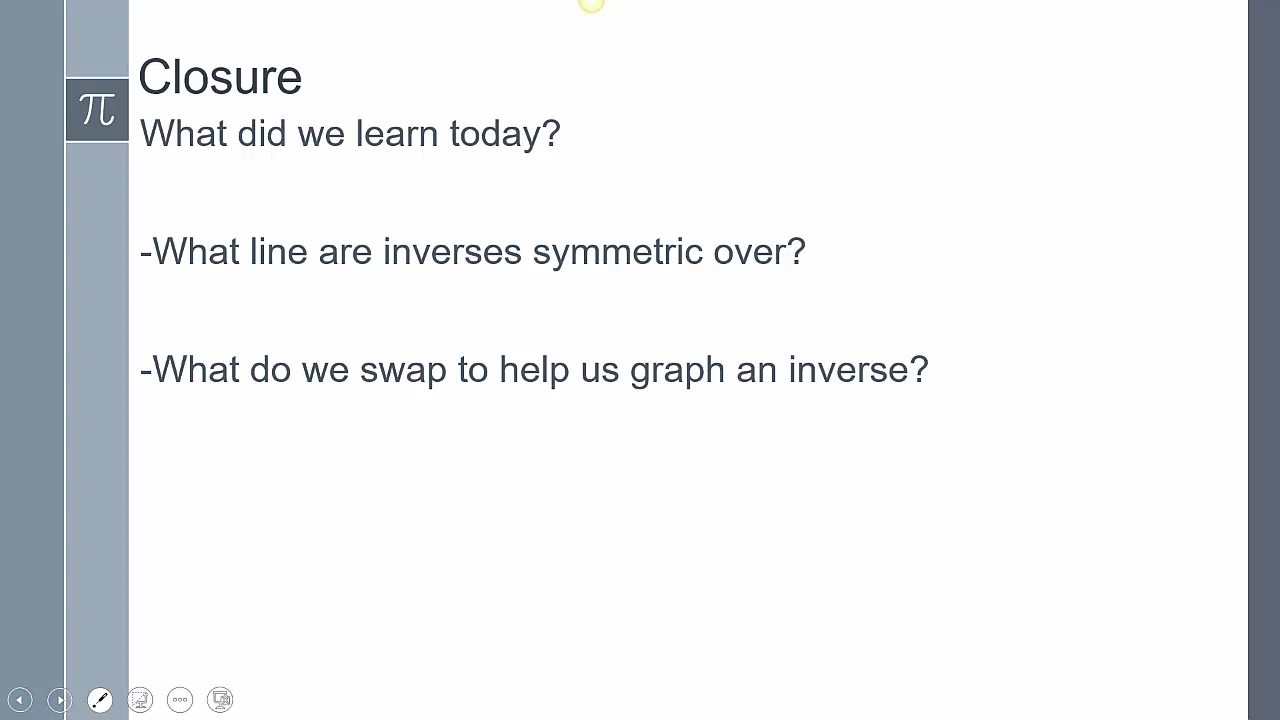 Closure
π
What did we learn today?
-What line are inverses symmetric over?
-What do we swap to help us graph an inverse?